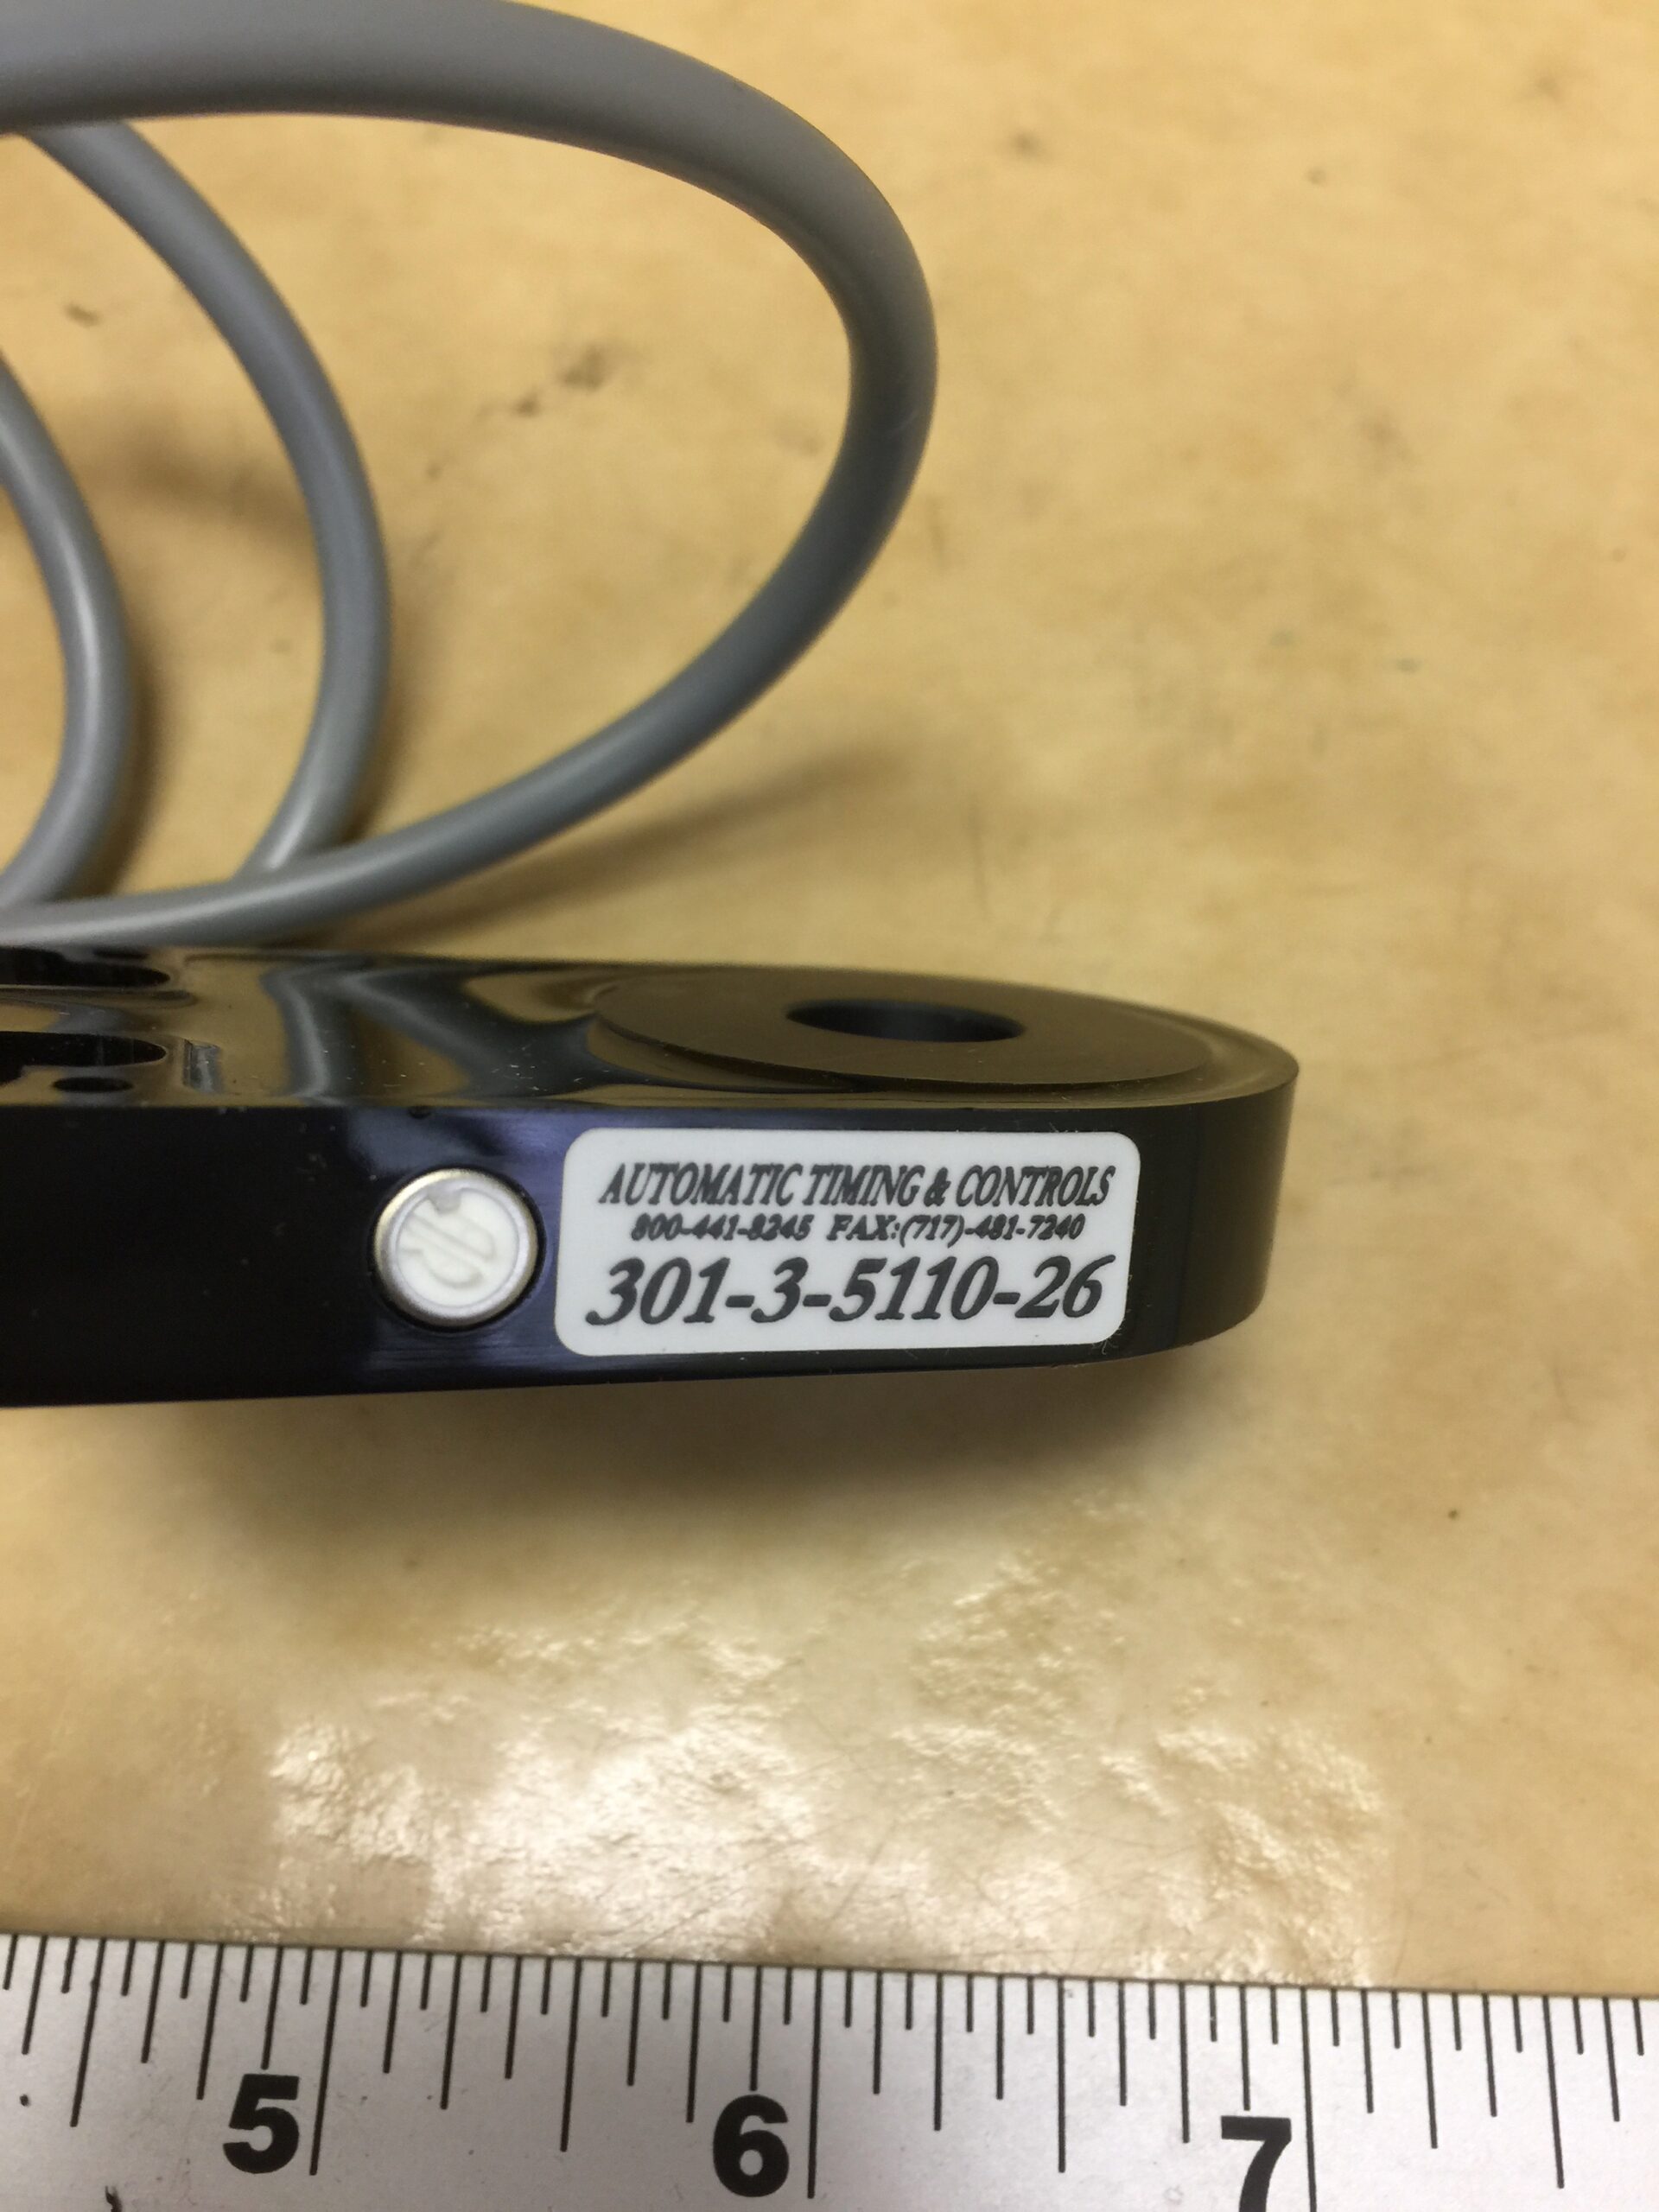 AUTOMATIC TIMING & CONTROLS
800-441-8245 FAX:(717)-481-7240
301-3-5110-26
5 6 7